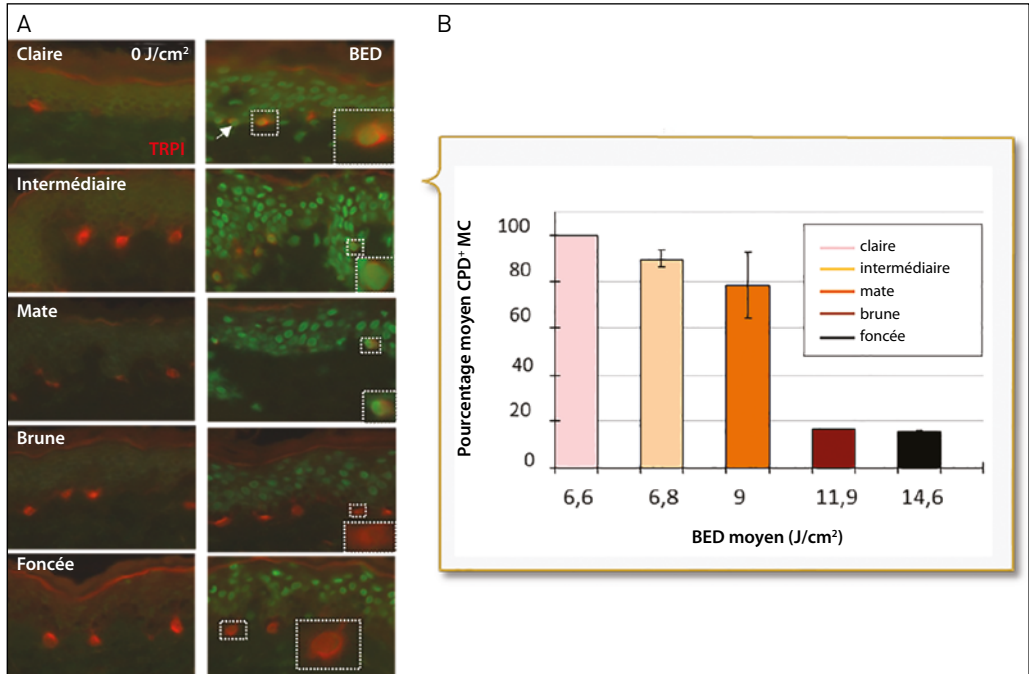 A
Claire
0 J/cm²
BED
TRPI
Intermédiaire
Mate
Brune
Foncée
B
Pourcentage moyen CPD⁺ MC
100
80
60
40
20
0
claire
intermédiaire
mate
brune
foncée
6,6
6,8
9
11,9
14,6
BED moyen (J/cm²)